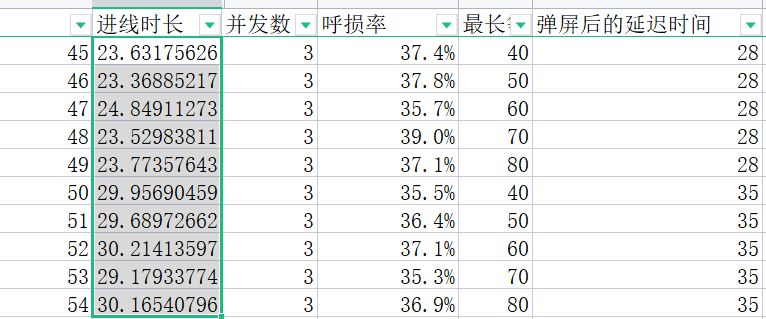 进线时长 并发数 呼损率 最长 弹屏后的延迟时间
45 23.63175626 3 37.4% 40 28
46 23.36885217 3 37.8% 50 28
47 24.84911273 3 35.7% 60 28
48 23.52983811 3 39.0% 70 28
49 23.77357643 3 37.1% 80 28
50 29.95690459 3 35.5% 40 35
51 29.68972662 3 36.4% 50 35
52 30.21413597 3 37.1% 60 35
53 29.17933774 3 35.3% 70 35
54 30.16540796 3 36.9% 80 35